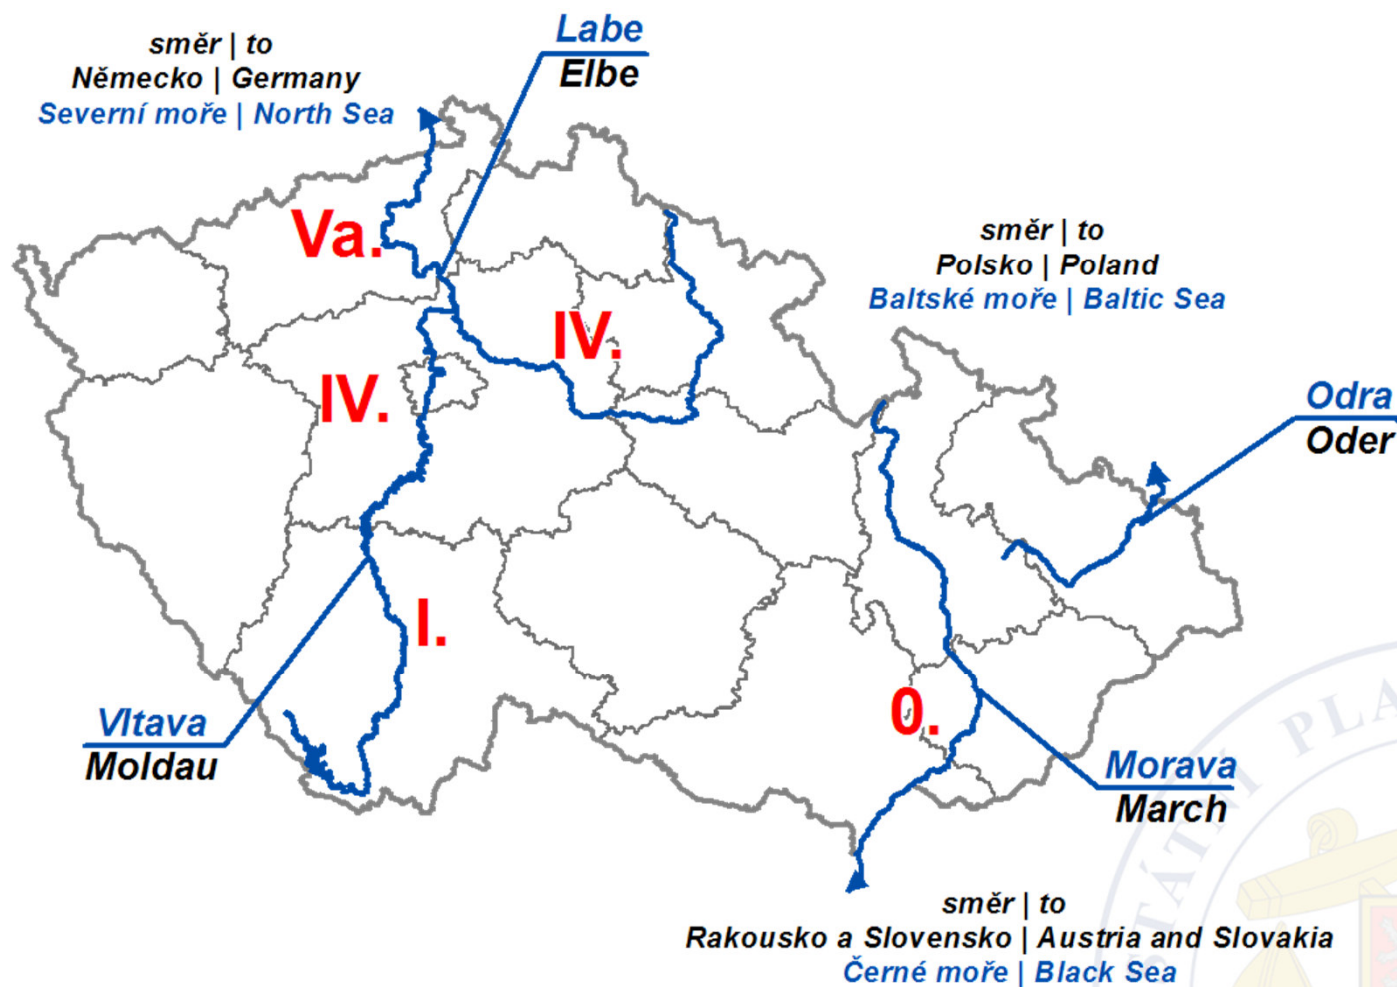 směr | to
Německo | Germany
Severní moře | North Sea
Labe
Elbe
Va.
směr | to
Polsko | Poland
Baltské moře | Baltic Sea
IV.
IV.
Odra
Oder
I.
0.
Vltava
Moldau
Morava
March
směr | to
Rakousko a Slovensko | Austria and Slovakia
Černé moře | Black Sea
STÁTNÍ PLA